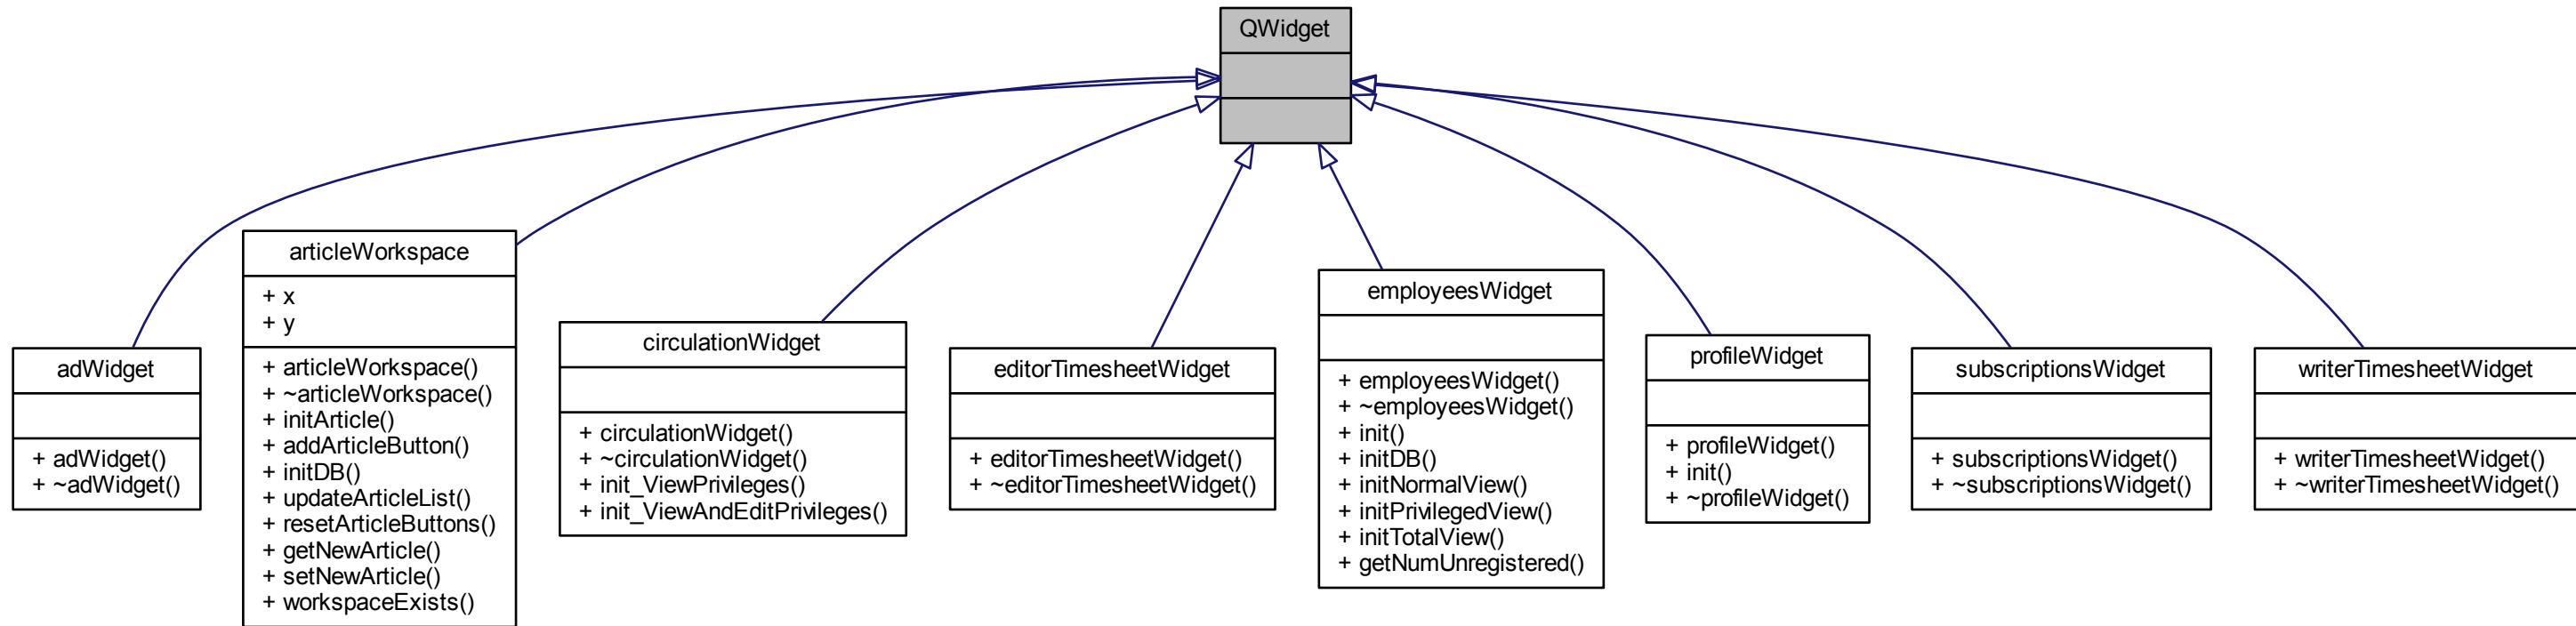 QWidget
adWidget
+ adWidget()
+ ~adWidget()
articleWorkspace
+ x
+ y
+ articleWorkspace()
+ ~articleWorkspace()
+ initArticle()
+ addArticleButton()
+ initDB()
+ updateArticleList()
+ resetArticleButtons()
+ getNewArticle()
+ setNewArticle()
+ workspaceExists()
circulationWidget
+ circulationWidget()
+ ~circulationWidget()
+ init_ViewPrivileges()
+ init_ViewAndEditPrivileges()
editorTimesheetWidget
+ editorTimesheetWidget()
+ ~editorTimesheetWidget()
employeesWidget
+ employeesWidget()
+ ~employeesWidget()
+ init()
+ initDB()
+ initNormalView()
+ initPrivilegedView()
+ initTotalView()
+ getNumUnregistered()
profileWidget
+ profileWidget()
+ init()
+ ~profileWidget()
subscriptionsWidget
+ subscriptionsWidget()
+ ~subscriptionsWidget()
writerTimesheetWidget
+ writerTimesheetWidget()
+ ~writerTimesheetWidget()